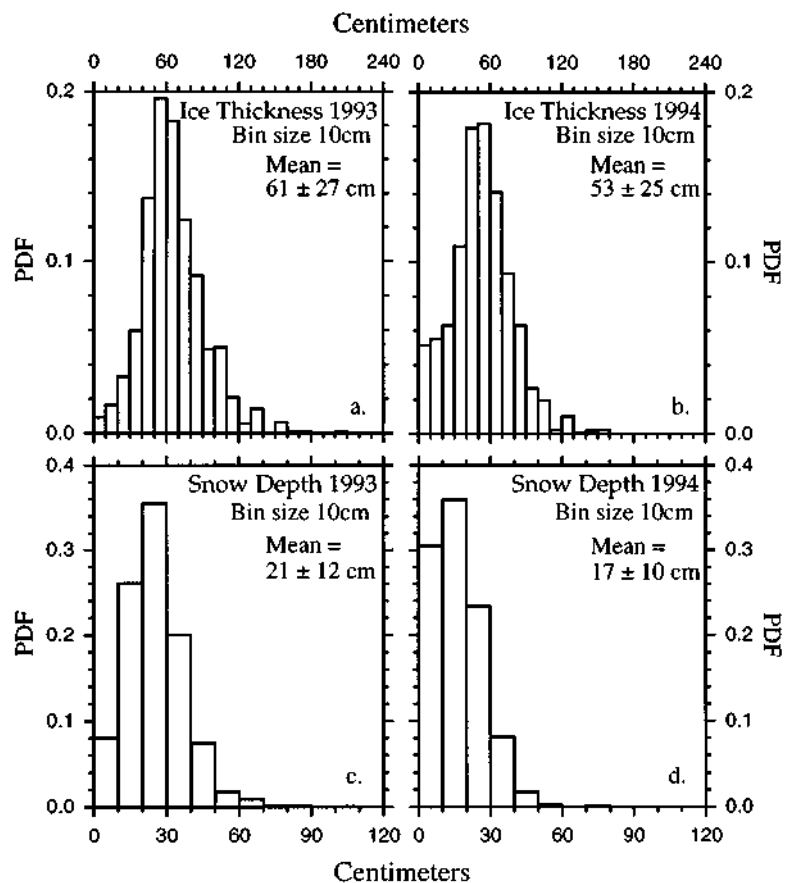 Centimeters
0 60 120 180 240 0 60 120 180 240
0.2 0.2
Ice Thickness 1993
Bin size 10cm
Mean =
61 ± 27 cm
Ice Thickness 1994
Bin size 10cm
Mean =
53 ± 25 cm
PDF
0.1
0.1
PDF
a.
b.
0.0 0.0
0.4 0.4
Snow Depth 1993
Bin size 10cm
Mean =
21 ± 12 cm
Snow Depth 1994
Bin size 10cm
Mean =
17 ± 10 cm
0.3 0.3
PDF
0.2 0.2
PDF
0.1 0.1
c.
d.
0.0 0.0
0 30 60 90 120 0 30 60 90 120
Centimeters